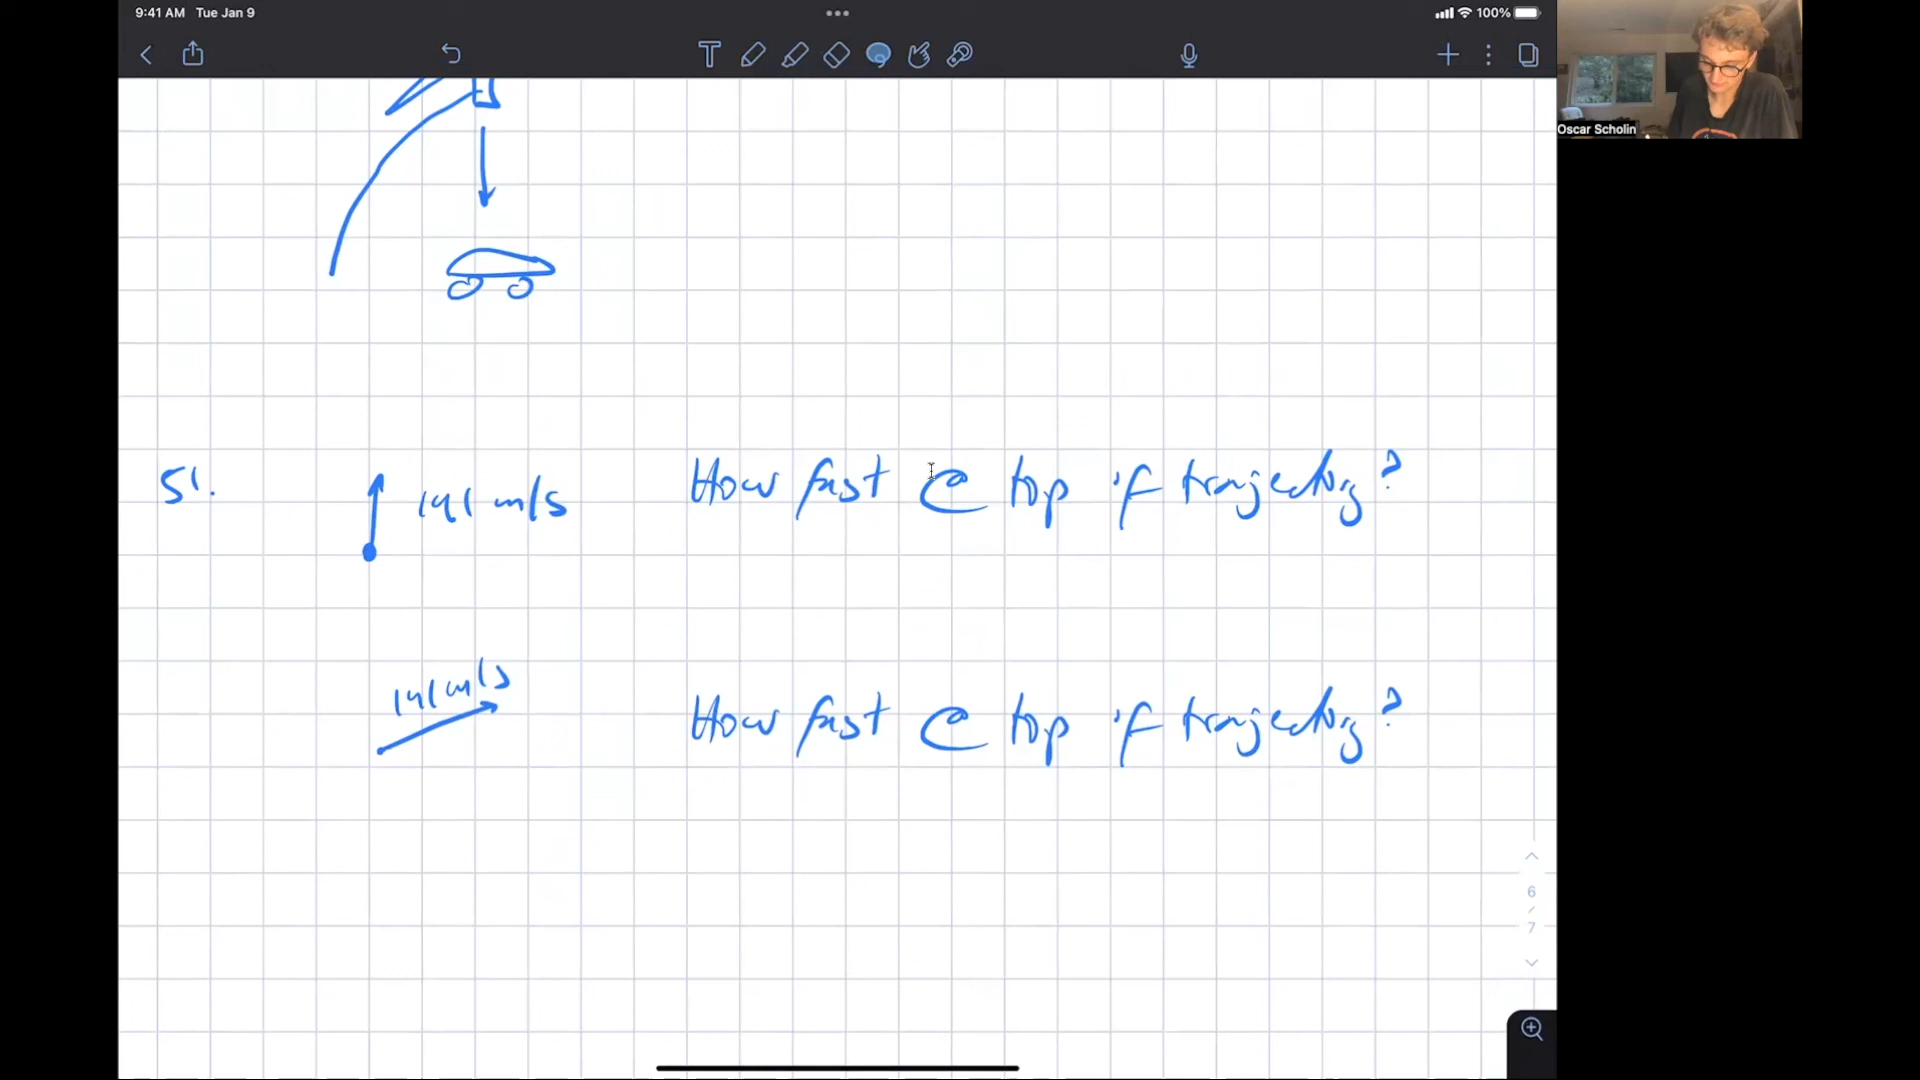 9:41 AM Tue Jan 9
100%
Oscar Scholin
51.
141 m/s
How fast @ top of trajectory?
141 m/s
How fast @ top of trajectory?
6
/
7